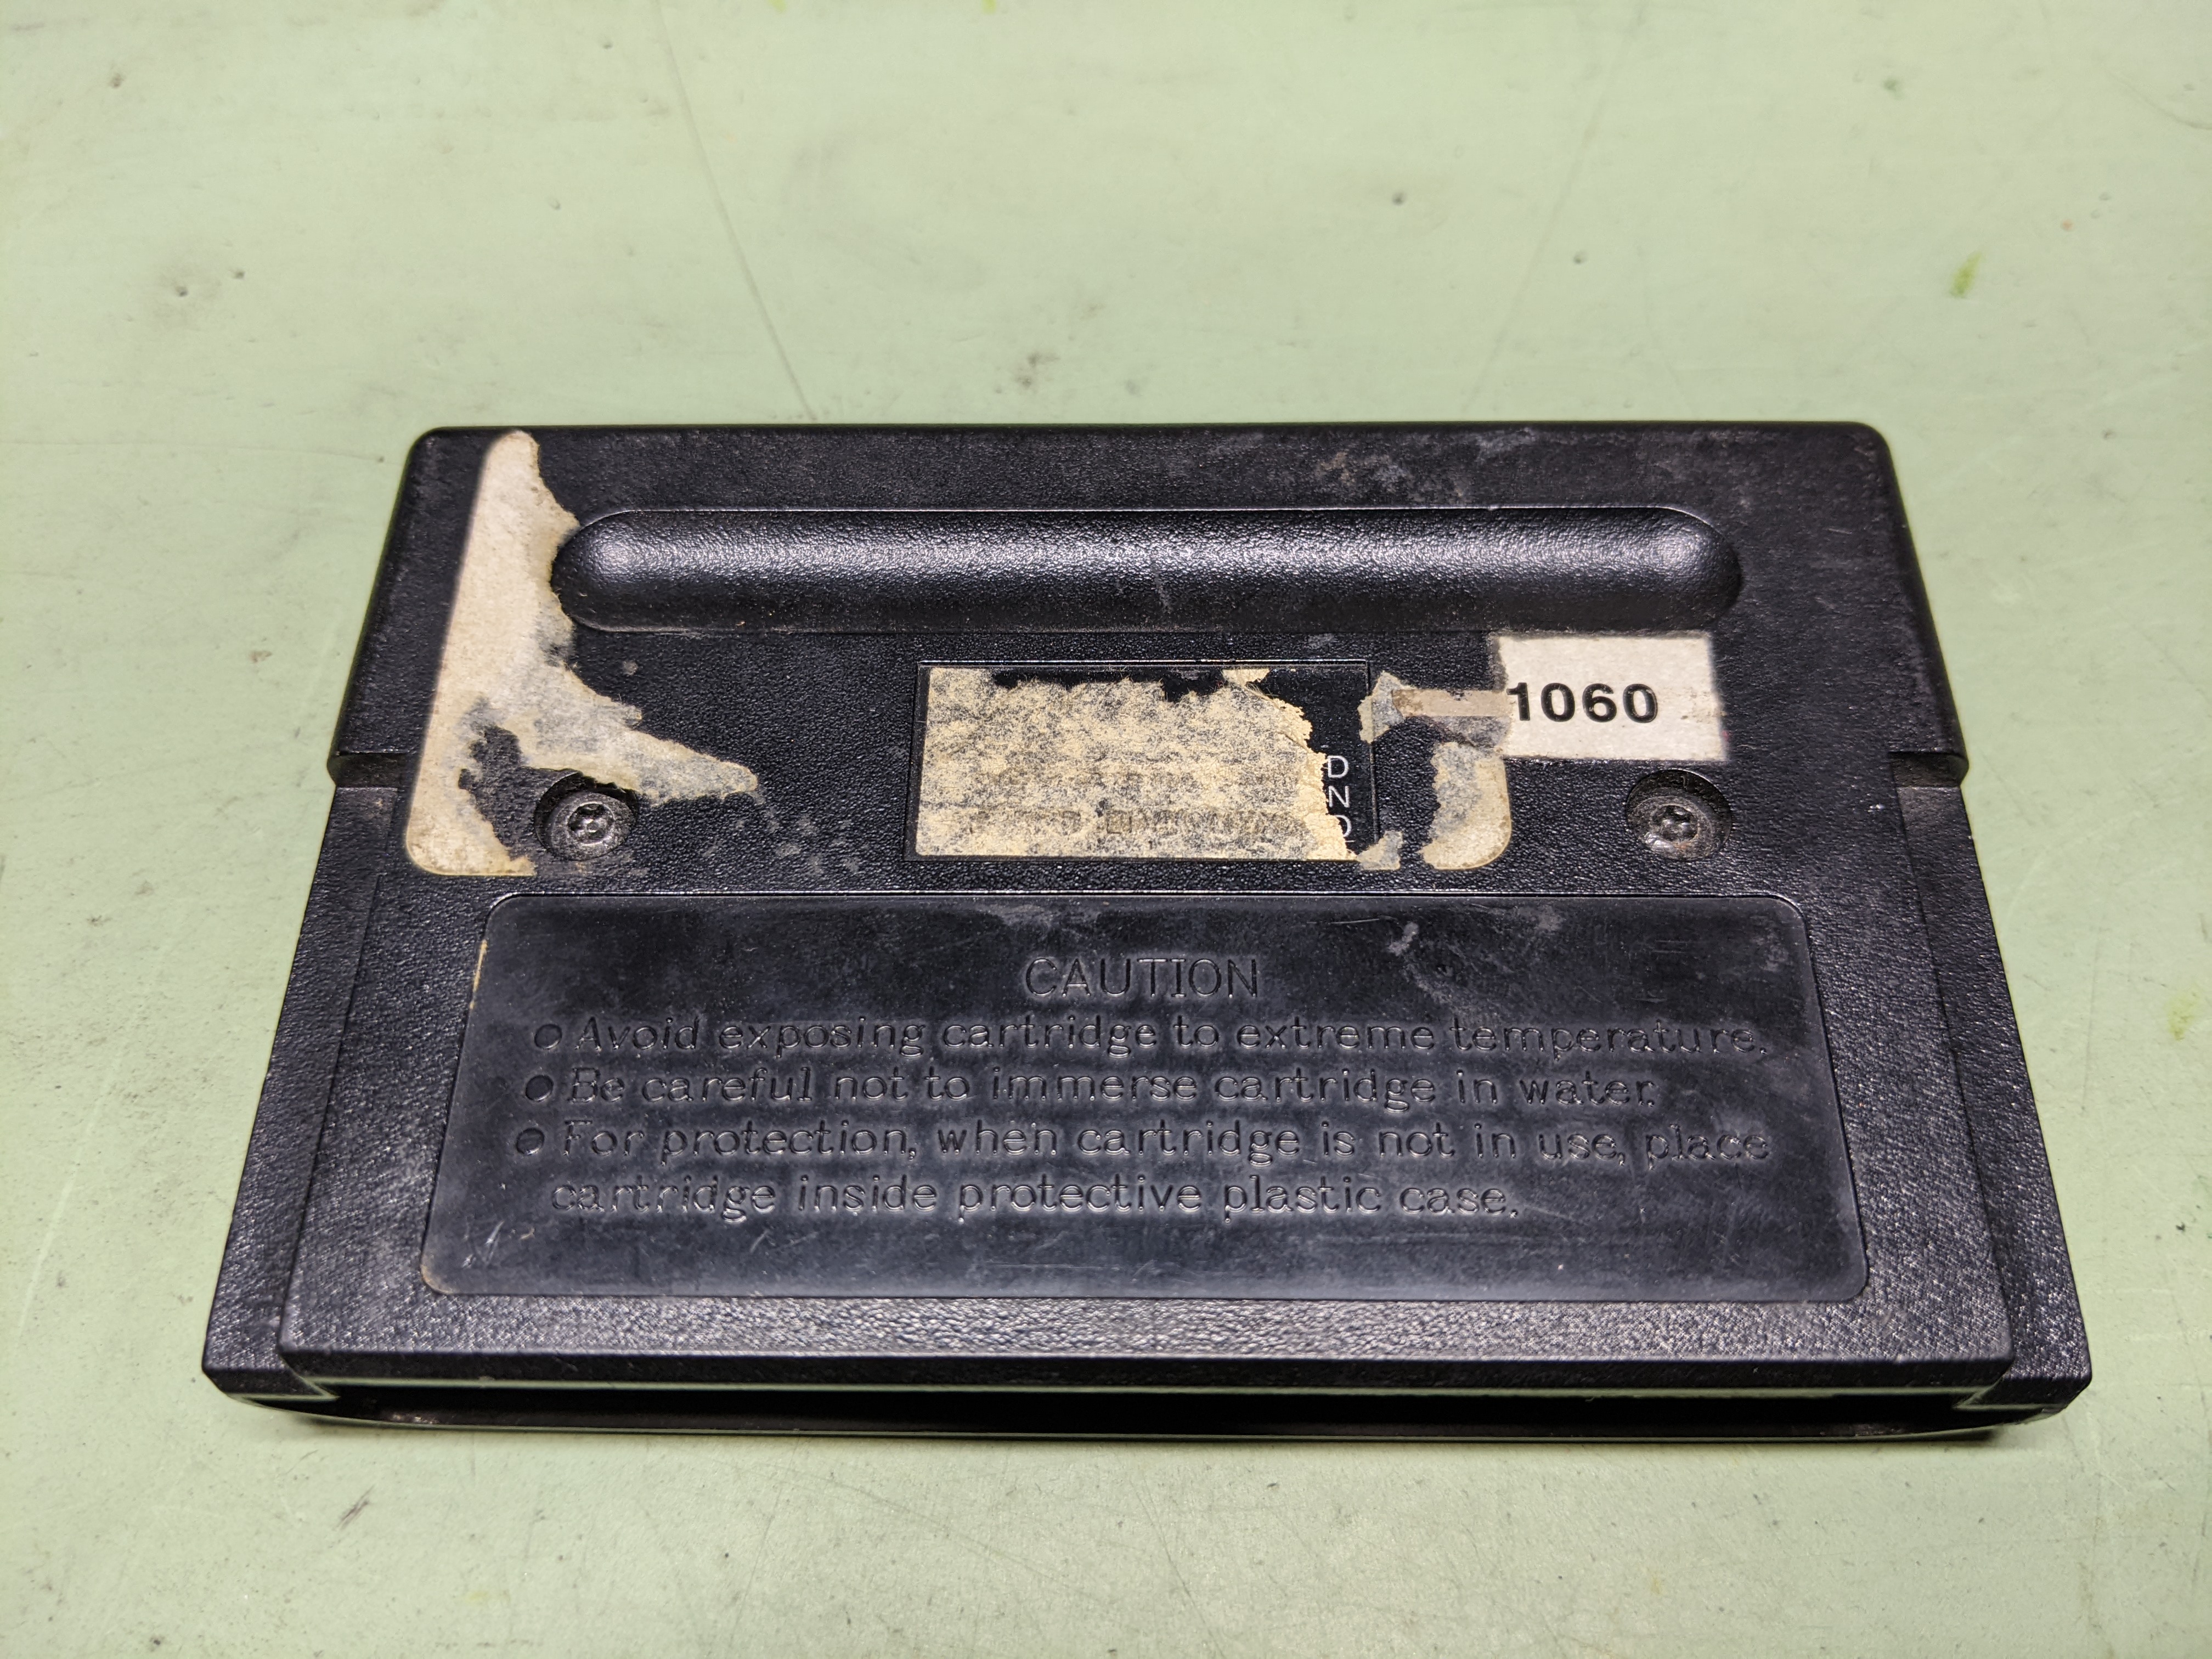 1060
D
N
CAUTION
● Avoid exposing cartridge to extreme temperature.
● Be careful not to immerse cartridge in water.
● For protection, when cartridge is not in use, place
cartridge inside protective plastic case.